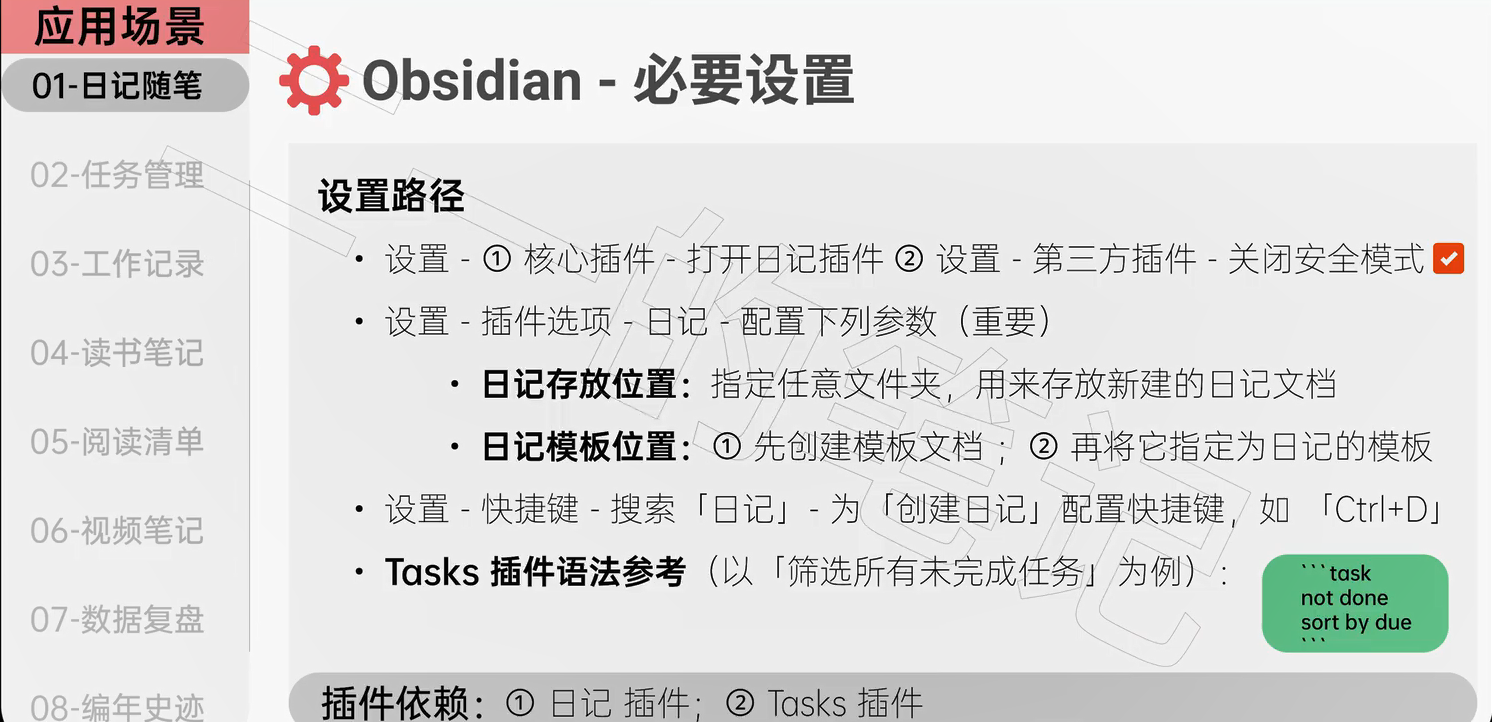 应用场景
01-日记随笔
02-任务管理
03-工作记录
04-读书笔记
05-阅读清单
06-视频笔记
07-数据复盘
08-编年史迹
Obsidian - 必要设置
设置路径
• 设置 - ① 核心插件 - 打开日记插件 ② 设置 - 第三方插件 - 关闭安全模式
• 设置 - 插件选项 - 日记 - 配置下列参数（重要）
• 日记存放位置：指定任意文件夹，用来存放新建的日记文档
• 日记模板位置：① 先创建模板文档 ；② 再将它指定为日记的模板
• 设置 - 快捷键 - 搜索「日记」- 为「创建日记」配置快捷键，如 「Ctrl+D」
• Tasks 插件语法参考（以「筛选所有未完成任务」为例）：
```task
not done
sort by due
```
插件依赖：① 日记 插件；② Tasks 插件
一一的笔记